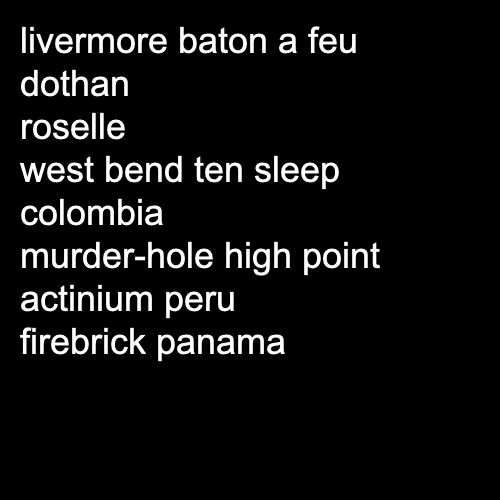 livermore baton a feu
dothan
roselle
west bend ten sleep
colombia
murder-hole high point
actinium peru
firebrick panama